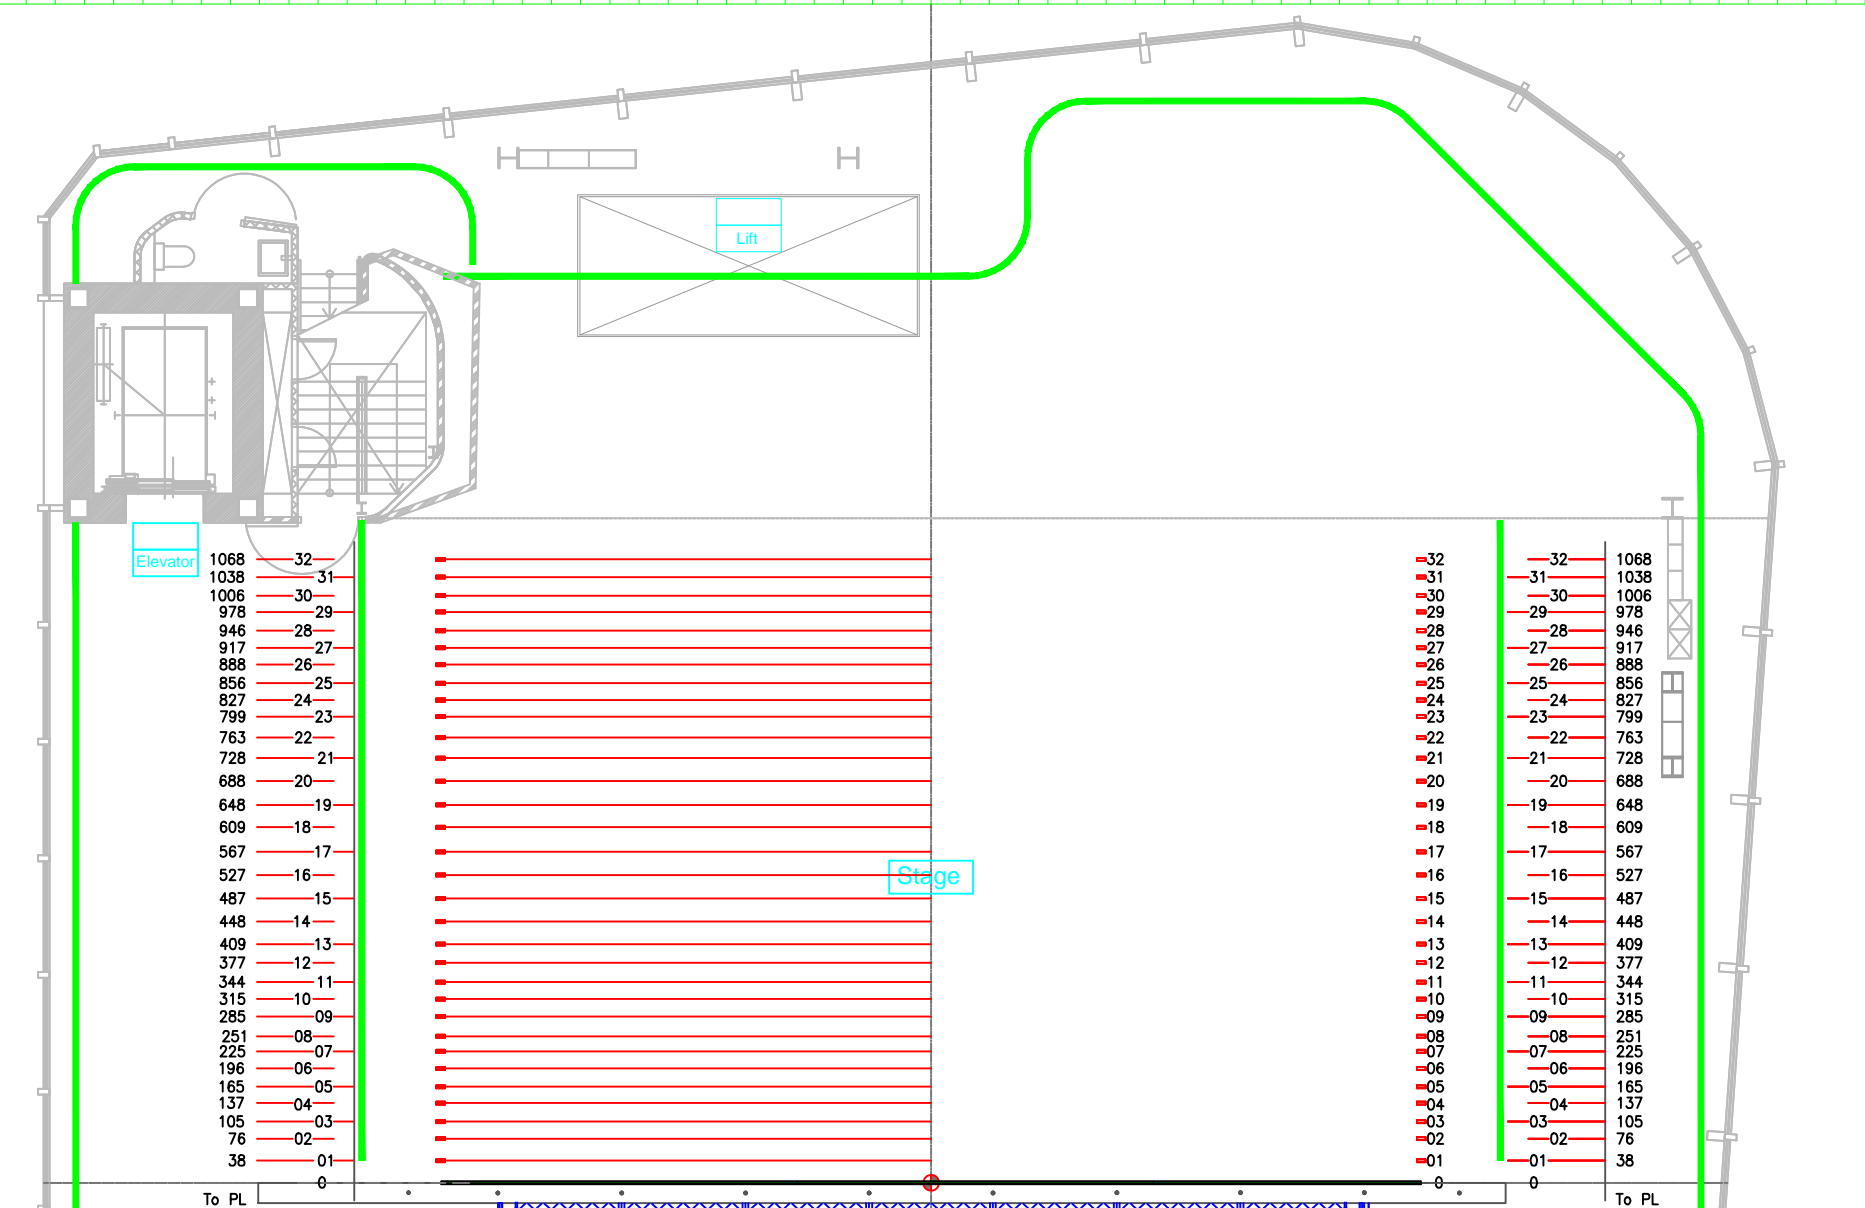 Lift
Elevator
1068 32 32 32 1068
1038 31 31 31 1038
1006 30 30 30 1006
978 29 29 29 978
946 28 28 28 946
917 27 27 27 917
888 26 26 26 888
856 25 25 25 856
827 24 24 24 827
799 23 23 23 799
763 22 22 22 763
728 21 21 21 728
688 20 20 20 688
648 19 19 19 648
609 18 18 18 609
567 17 17 17 567
527 16 Stage 16 16 527
487 15 15 15 487
448 14 14 14 448
409 13 13 13 409
377 12 12 12 377
344 11 11 11 344
315 10 10 10 315
285 09 09 09 285
251 08 08 08 251
225 07 07 07 225
196 06 06 06 196
165 05 05 05 165
137 04 04 04 137
105 03 03 03 105
76 02 02 02 76
38 01 01 01 38
0 0 0
To PL To PL